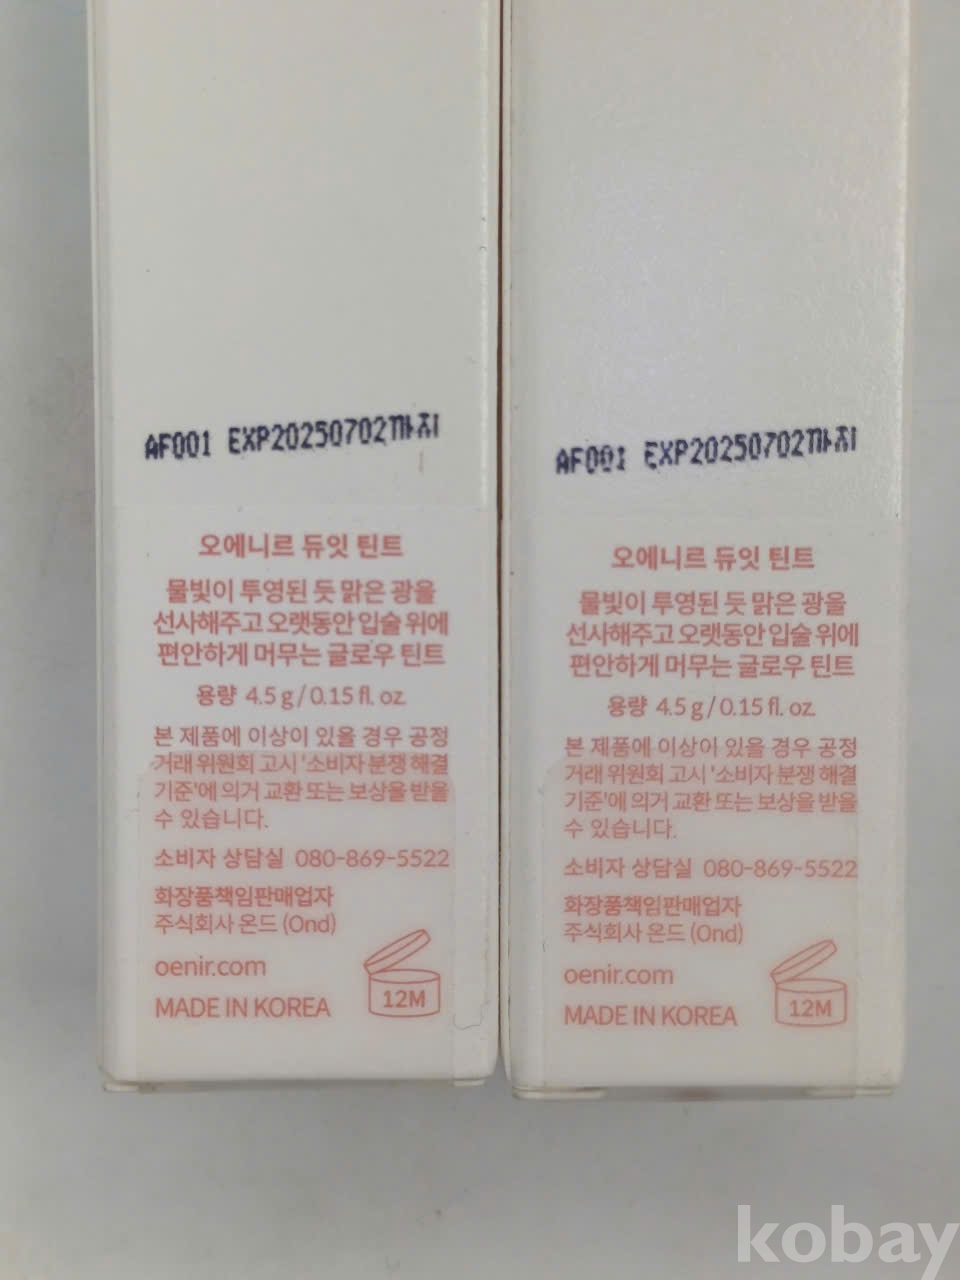 AF001 EXP20250702까지
오에니르 듀잇 틴트
물빛이 투영된 듯 맑은 광을
선사해주고 오랫동안 입술 위에
편안하게 머무는 글로우 틴트
용량 4.5 g / 0.15 fl. oz.
본 제품에 이상이 있을 경우 공정
거래 위원회 고시 '소비자 분쟁 해결
기준'에 의거 교환 또는 보상을 받을
수 있습니다.
소비자 상담실 080-869-5522
화장품책임판매업자
주식회사 온드 (Ond)
oenir.com
MADE IN KOREA
12M
AF001 EXP20250702까지
오에니르 듀잇 틴트
물빛이 투영된 듯 맑은 광을
선사해주고 오랫동안 입술 위에
편안하게 머무는 글로우 틴트
용량 4.5 g / 0.15 fl. oz.
본 제품에 이상이 있을 경우 공정
거래 위원회 고시 '소비자 분쟁 해결
기준'에 의거 교환 또는 보상을 받을
수 있습니다.
소비자 상담실 080-869-5522
화장품책임판매업자
주식회사 온드 (Ond)
oenir.com
MADE IN KOREA
12M
kobay